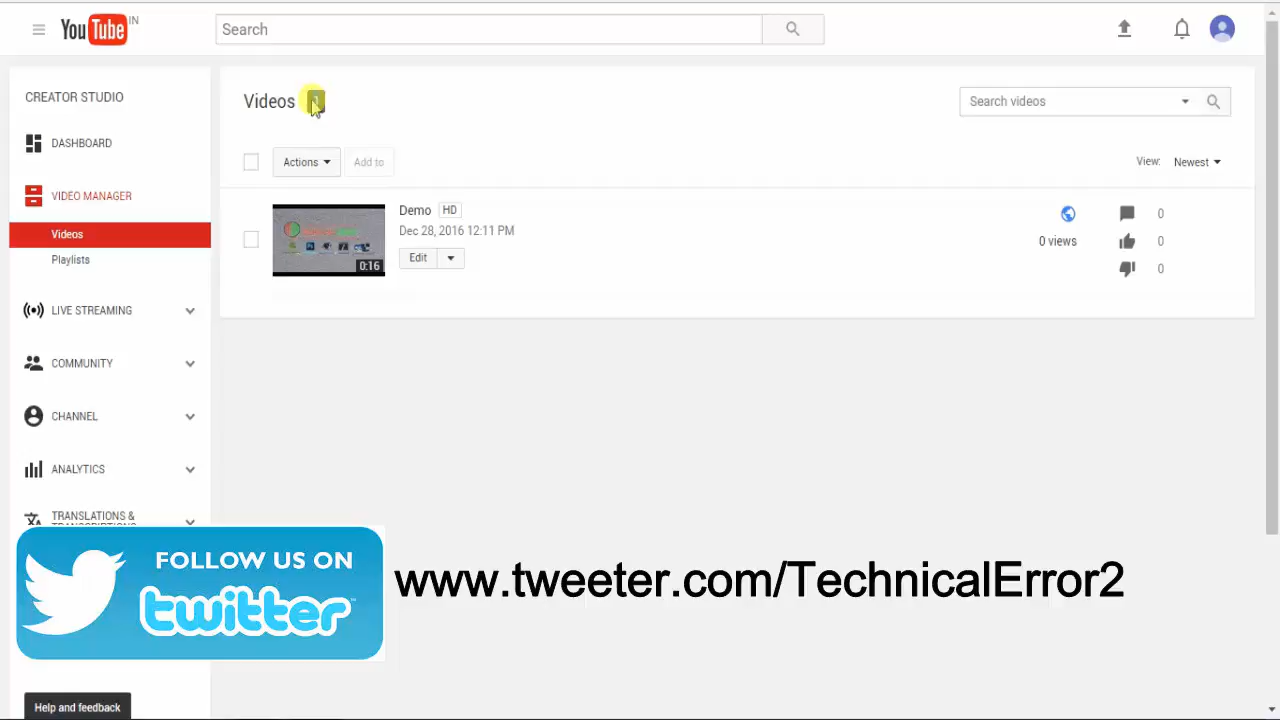 YouTube IN
Search
CREATOR STUDIO
DASHBOARD
VIDEO MANAGER
Videos
Playlists
LIVE STREAMING
COMMUNITY
CHANNEL
ANALYTICS
TRANSLATIONS &
TRANSCRIPTIONS
Help and feedback
Videos
Search videos
Actions
Add to
View: Newest
Demo HD
Dec 28, 2016 12:11 PM
Edit
0:16
0 views
0
0
0
FOLLOW US ON
twitter™
www.tweeter.com/TechnicalError2